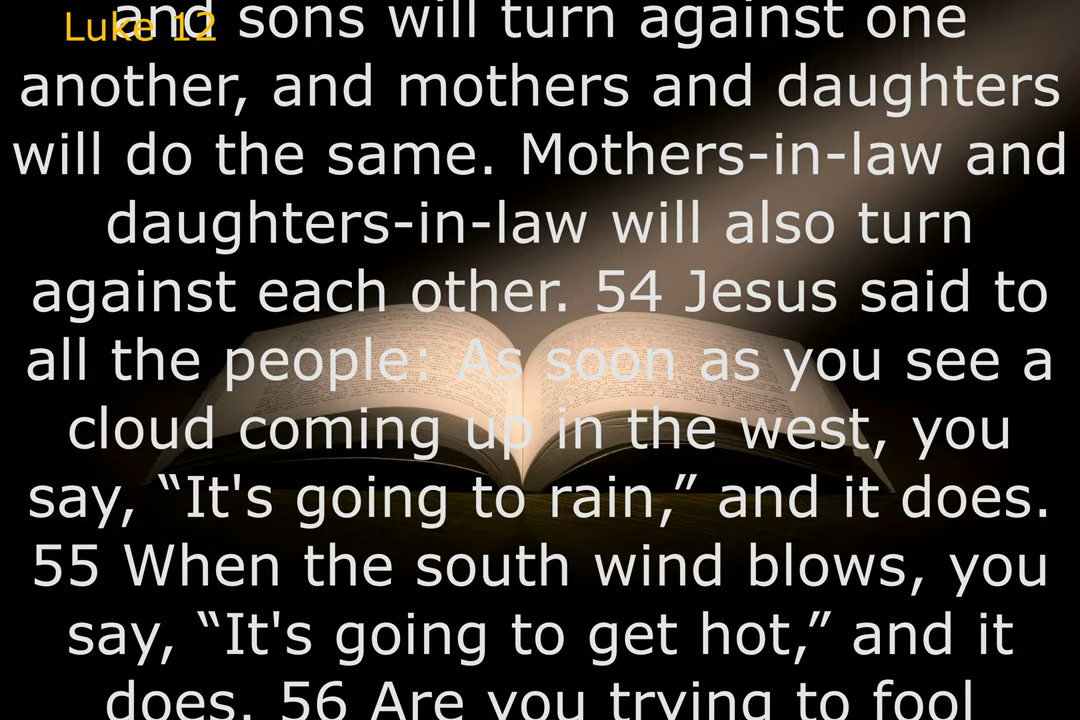 Luke 12
and sons will turn against one
another, and mothers and daughters
will do the same. Mothers-in-law and
daughters-in-law will also turn
against each other. 54 Jesus said to
all the people: As soon as you see a
cloud coming up in the west, you
say, “It's going to rain,” and it does.
55 When the south wind blows, you
say, “It's going to get hot,” and it
does. 56 Are you trying to fool